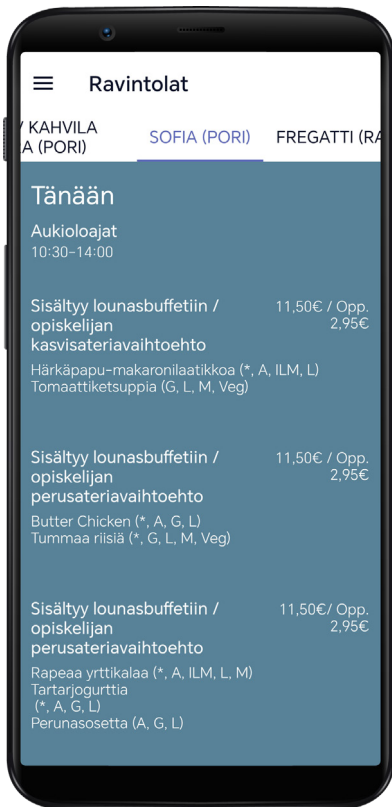 Ravintolat
/ KAHVILA
A (PORI)
SOFIA (PORI)
FREGATTI (RA
Tänään
Aukioloajat
10:30-14:00
Sisältyy lounasbuffetiin /
opiskelijan
kasvisateriavaihtoehto
11,50€ / Opp.
2,95€
Härkäpapu-makaronilaatikkoa (*, A, ILM, L)
Tomaattiketsuppia (G, L, M, Veg)
Sisältyy lounasbuffetiin /
opiskelijan
perusateriavaihtoehto
11,50€ / Opp.
2,95€
Butter Chicken (*, A, G, L)
Tummaa riisiä (*, G, L, M, Veg)
Sisältyy lounasbuffetiin /
opiskelijan
perusateriavaihtoehto
11,50€/ Opp.
2,95€
Rapeaa yrttikalaa (*, A, ILM, L, M)
Tartarjogurttia
(*, A, G, L)
Perunasosetta (A, G, L)